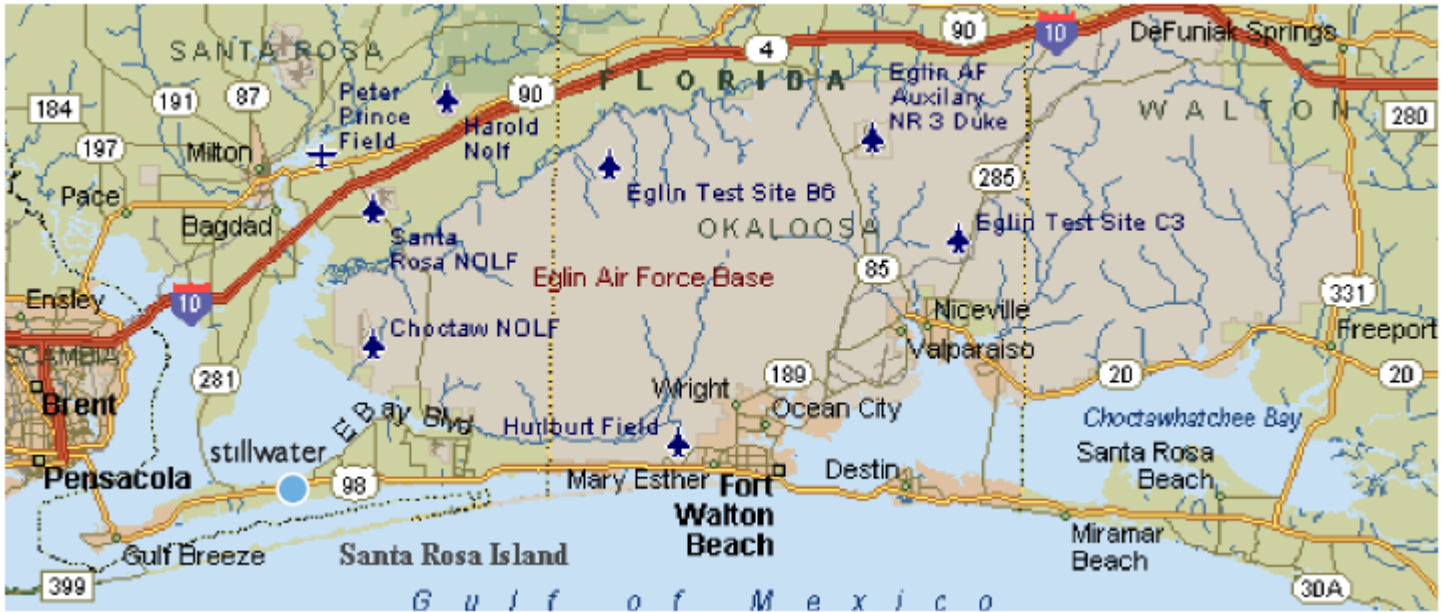 90
10
DeFuniak Springs
SANTA ROSA
4
FLORIDA
Eglin AF
Auxilary
NR 3 Duke
WALTON
184
191
87
Peter
Prince
Field
90
Harold
Nolf
280
197
Milton
Pace
Eglin Test Site B6
285
Bagdad
Santa
Rosa NOLF
OKALOOSA
Eglin Test Site C3
Eglin Air Force Base
85
Ensley
10
331
Niceville
Choctaw NOLF
Valparaiso
Freeport
SCAMBIA
281
Wright
189
20
20
Brent
E Bay Blvd
Ocean City
Choctawhatchee Bay
Hurlburt Field
stillwater
Santa Rosa
Beach
Pensacola
98
Mary Esther
Fort
Walton
Beach
Destin
Gulf Breeze
Santa Rosa Island
Miramar
Beach
399
30A
Gulf of Mexico